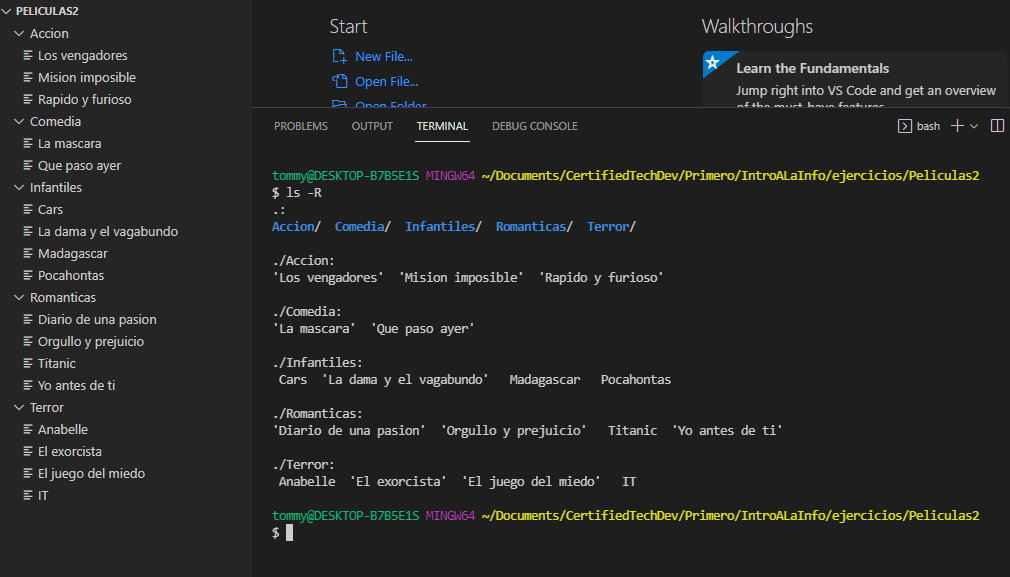 PELICULAS2
Accion
Los vengadores
Mision imposible
Rapido y furioso
Comedia
La mascara
Que paso ayer
Infantiles
Cars
La dama y el vagabundo
Madagascar
Pocahontas
Romanticas
Diario de una pasion
Orgullo y prejuicio
Titanic
Yo antes de ti
Terror
Anabelle
El exorcista
El juego del miedo
IT
Start
New File...
Open File...
Open Folder
Walkthroughs
Learn the Fundamentals
Jump right into VS Code and get an overview
of the must-have features
PROBLEMS OUTPUT TERMINAL DEBUG CONSOLE bash
tommy@DESKTOP-B7B5E1S MINGW64 ~/Documents/CertifiedTechDev/Primero/IntroALaInfo/ejercicios/Peliculas2
$ ls -R
.:
Accion/ Comedia/ Infantiles/ Romanticas/ Terror/
./Accion:
'Los vengadores' 'Mision imposible' 'Rapido y furioso'
./Comedia:
'La mascara' 'Que paso ayer'
./Infantiles:
Cars 'La dama y el vagabundo' Madagascar Pocahontas
./Romanticas:
'Diario de una pasion' 'Orgullo y prejuicio' Titanic 'Yo antes de ti'
./Terror:
Anabelle 'El exorcista' 'El juego del miedo' IT
tommy@DESKTOP-B7B5E1S MINGW64 ~/Documents/CertifiedTechDev/Primero/IntroALaInfo/ejercicios/Peliculas2
$